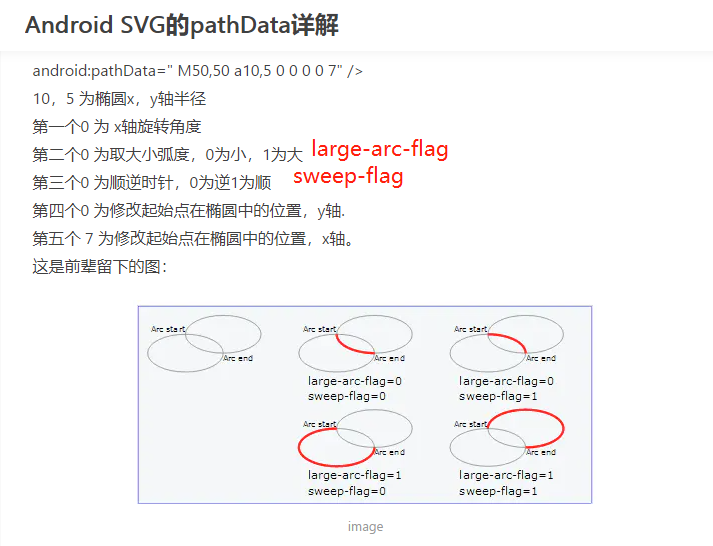 Android SVG的pathData详解
android:pathData=" M50,50 a10,5 0 0 0 0 7" />
10，5 为椭圆x，y轴半径
第一个0 为 x轴旋转角度
第二个0 为取大小弧度，0为小，1为大 large-arc-flag
第三个0 为顺逆时针，0为逆1为顺 sweep-flag
第四个0 为修改起始点在椭圆中的位置，y轴.
第五个 7 为修改起始点在椭圆中的位置，x轴。
这是前辈留下的图：
Arc start
Arc end
Arc start
Arc end
large-arc-flag=0
sweep-flag=0
Arc start
Arc end
large-arc-flag=0
sweep-flag=1
Arc start
Arc end
large-arc-flag=1
sweep-flag=0
Arc start
Arc end
large-arc-flag=1
sweep-flag=1
image